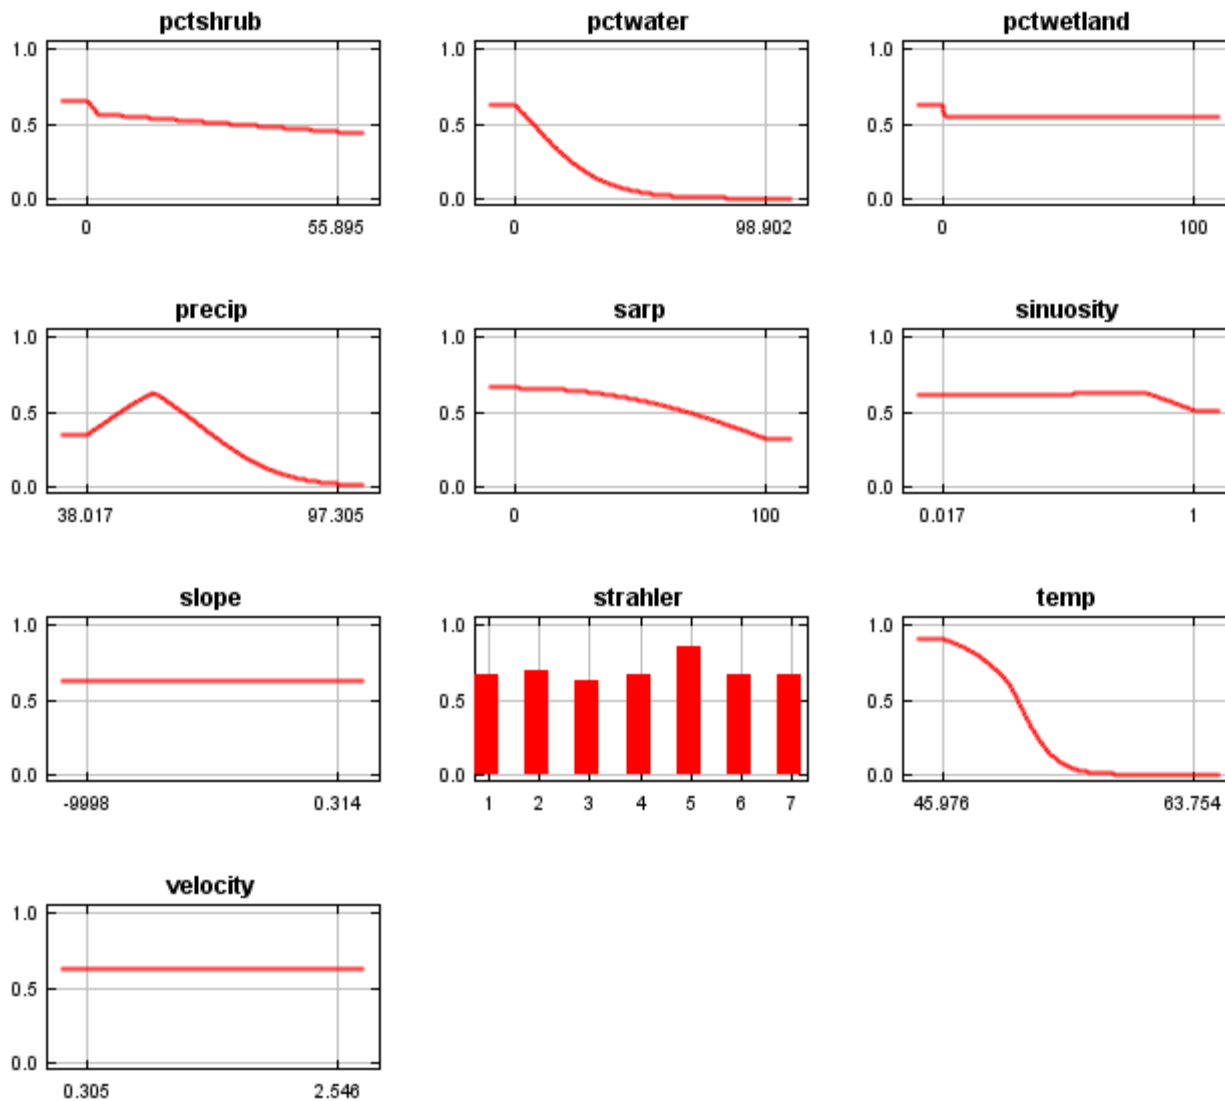 pctshrub pctwater pctwetland
1.0 1.0 1.0
0.5 0.5 0.5
0.0 0.0 0.0
0 55.895 0 98.902 0 100
precip sarp sinuosity
1.0 1.0 1.0
0.5 0.5 0.5
0.0 0.0 0.0
38.017 97.305 0 100 0.017 1
slope strahler temp
1.0 1.0 1.0
0.5 0.5 0.5
0.0 0.0 0.0
-9998 0.314 1 2 3 4 5 6 7 45.976 63.754
velocity
1.0
0.5
0.0
0.305 2.546